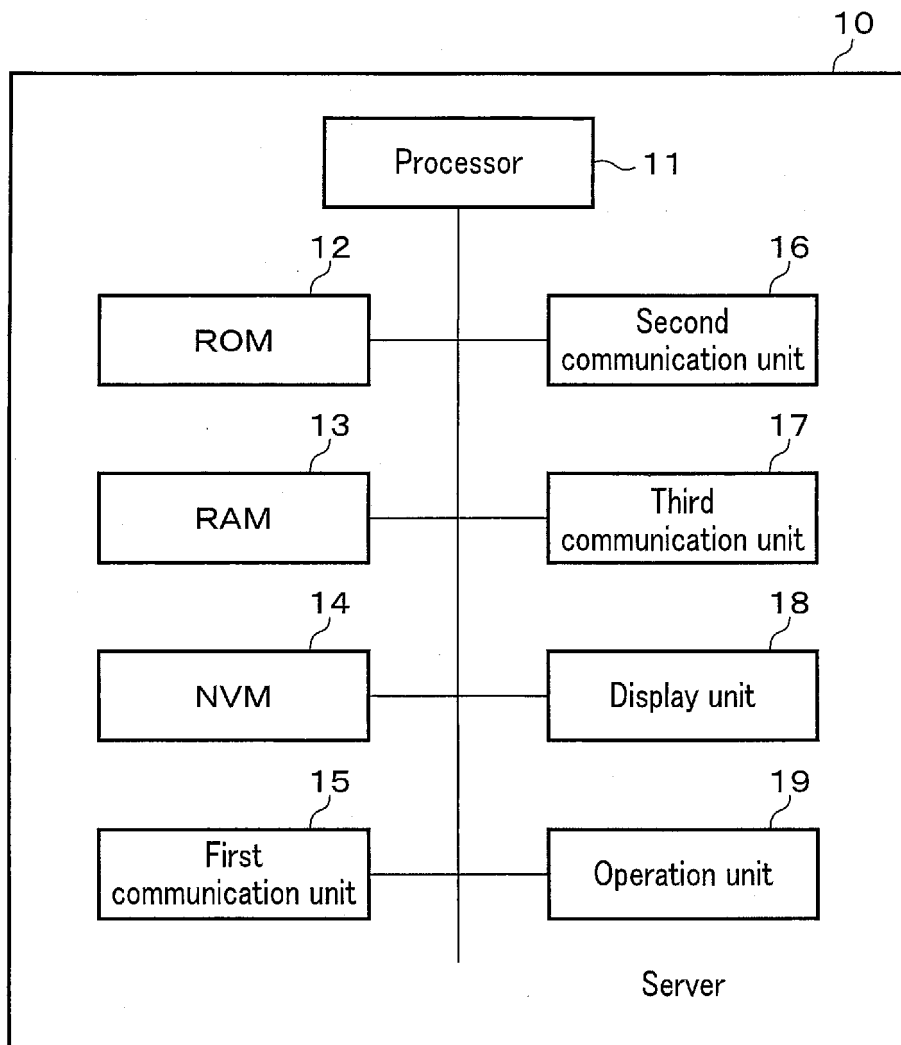 10
Processor
11
12
16
ROM
Second
communication unit
13
17
RAM
Third
communication unit
14
18
NVM
Display unit
15
19
First
communication unit
Operation unit
Server